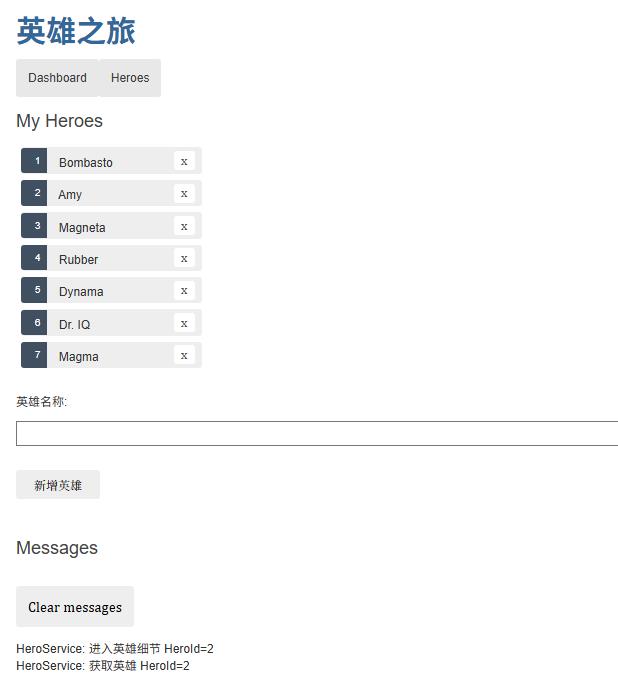 英雄之旅
Dashboard Heroes
My Heroes
1 Bombasto x
2 Amy x
3 Magneta x
4 Rubber x
5 Dynama x
6 Dr. IQ x
7 Magma x
英雄名称:
新增英雄
Messages
Clear messages
HeroService: 进入英雄细节 HeroId=2
HeroService: 获取英雄 HeroId=2